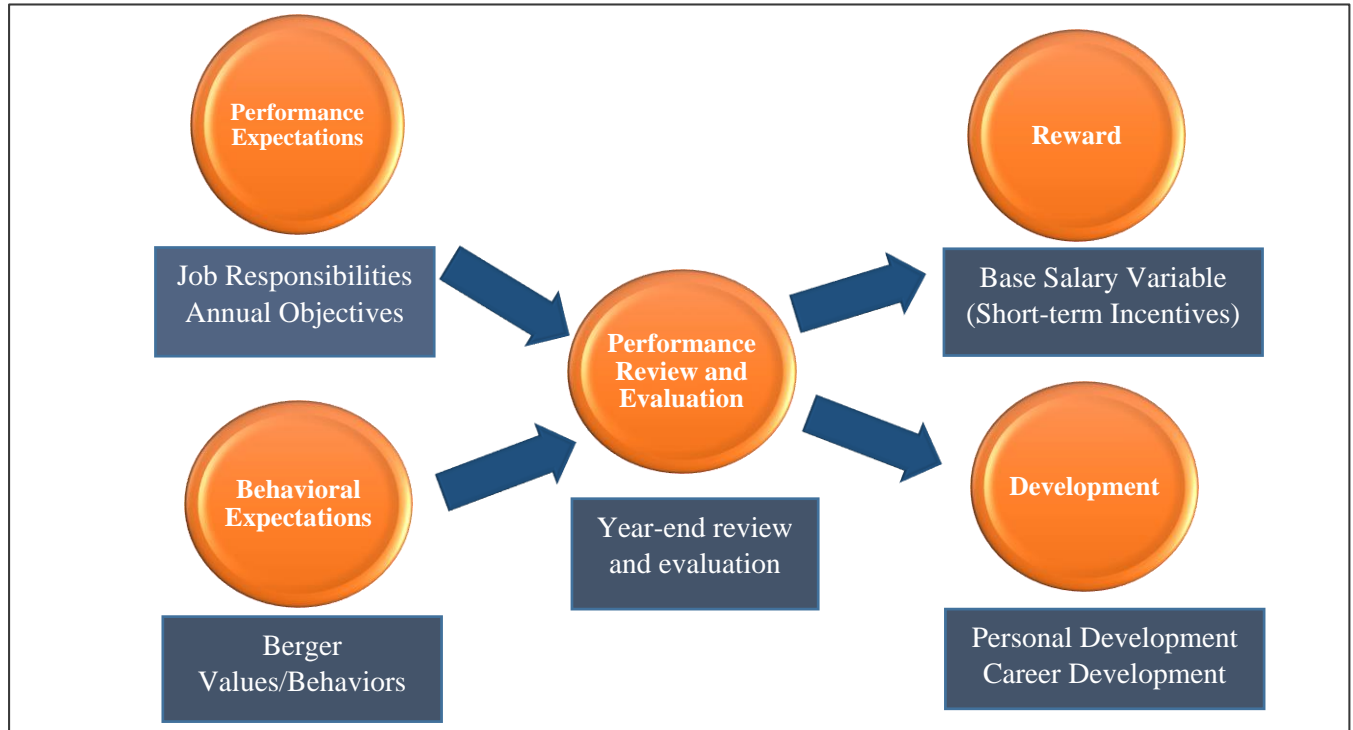 Performance
Expectations
Job Responsibilities
Annual Objectives
Behavioral
Expectations
Berger
Values/Behaviors
Performance
Review and
Evaluation
Year-end review
and evaluation
Reward
Base Salary Variable
(Short-term Incentives)
Development
Personal Development
Career Development